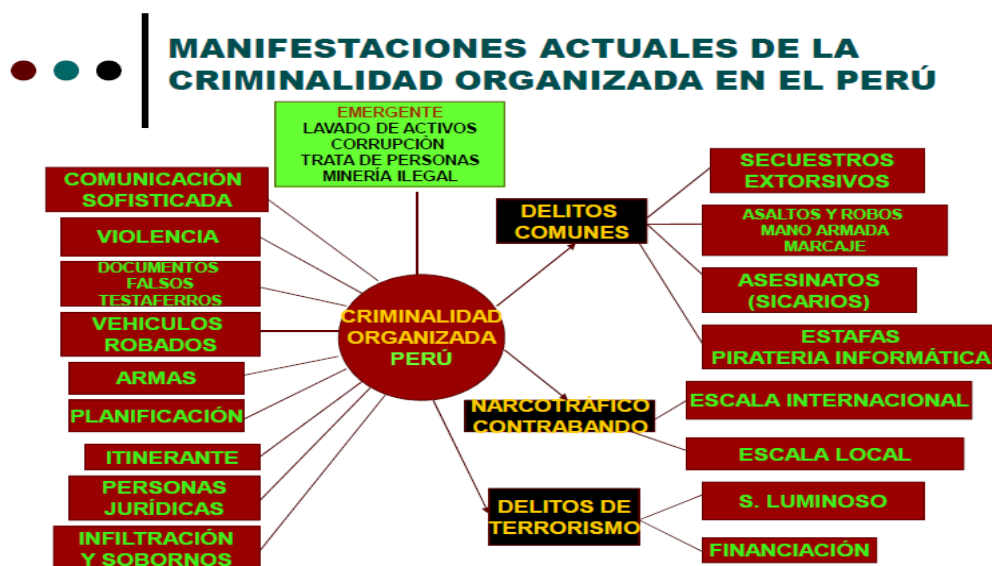 MANIFESTACIONES ACTUALES DE LA
CRIMINALIDAD ORGANIZADA EN EL PERÚ
EMERGENTE
LAVADO DE ACTIVOS
CORRUPCIÒN
TRATA DE PERSONAS
MINERÍA ILEGAL
COMUNICACIÓN
SOFISTICADA
VIOLENCIA
DOCUMENTOS
FALSOS
TESTAFERROS
VEHICULOS
ROBADOS
ARMAS
PLANIFICACIÓN
ITINERANTE
PERSONAS
JURÍDICAS
INFILTRACIÓN
Y SOBORNOS
CRIMINALIDAD
ORGANIZADA
PERÚ
DELITOS
COMUNES
SECUESTROS
EXTORSIVOS
ASALTOS Y ROBOS
MANO ARMADA
MARCAJE
ASESINATOS
(SICARIOS)
ESTAFAS
PIRATERIA INFORMÁTICA
NARCOTRÁFICO
CONTRABANDO
ESCALA INTERNACIONAL
ESCALA LOCAL
DELITOS DE
TERRORISMO
S. LUMINOSO
FINANCIACIÓN